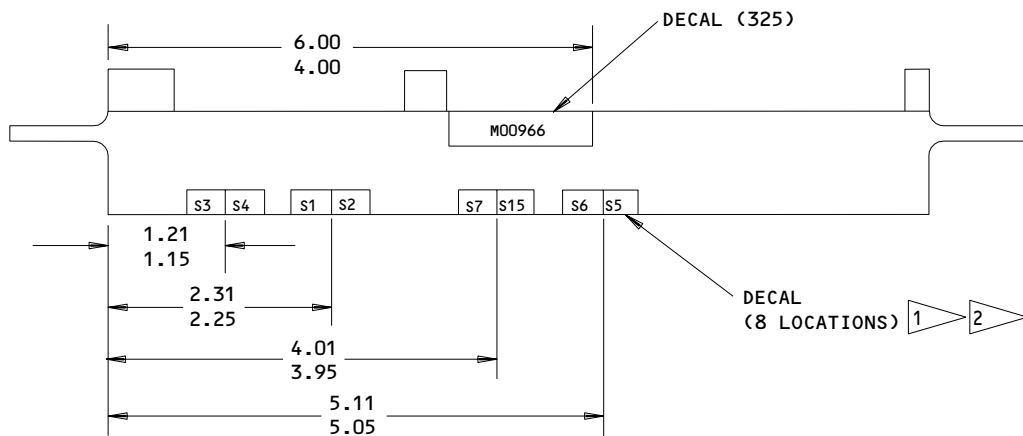 DECAL (325)
6.00
4.00
M00966
S3 S4 S1 S2 S7 S15 S6 S5
1.21
1.15
2.31
2.25
DECAL
(8 LOCATIONS) 1 2
4.01
3.95
5.11
5.05